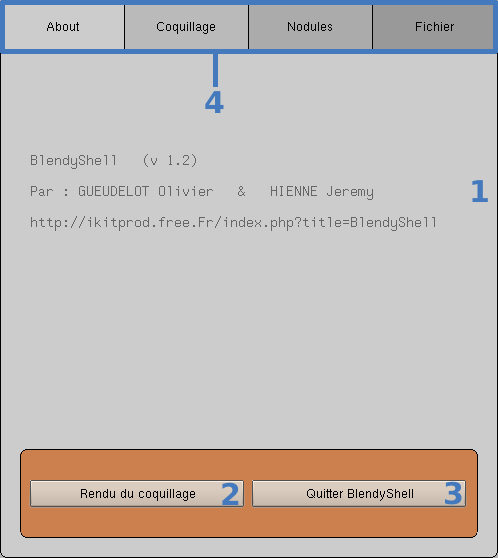 About Coquillage Nodules Fichier
4
BlendyShell (v 1.2)
1
Par : GUEUDELOT Olivier & HIENNE Jeremy
http://ikitprod.free.Fr/index.php?title=BlendyShell
Rendu du coquillage 2 Quitter BlendyShell 3